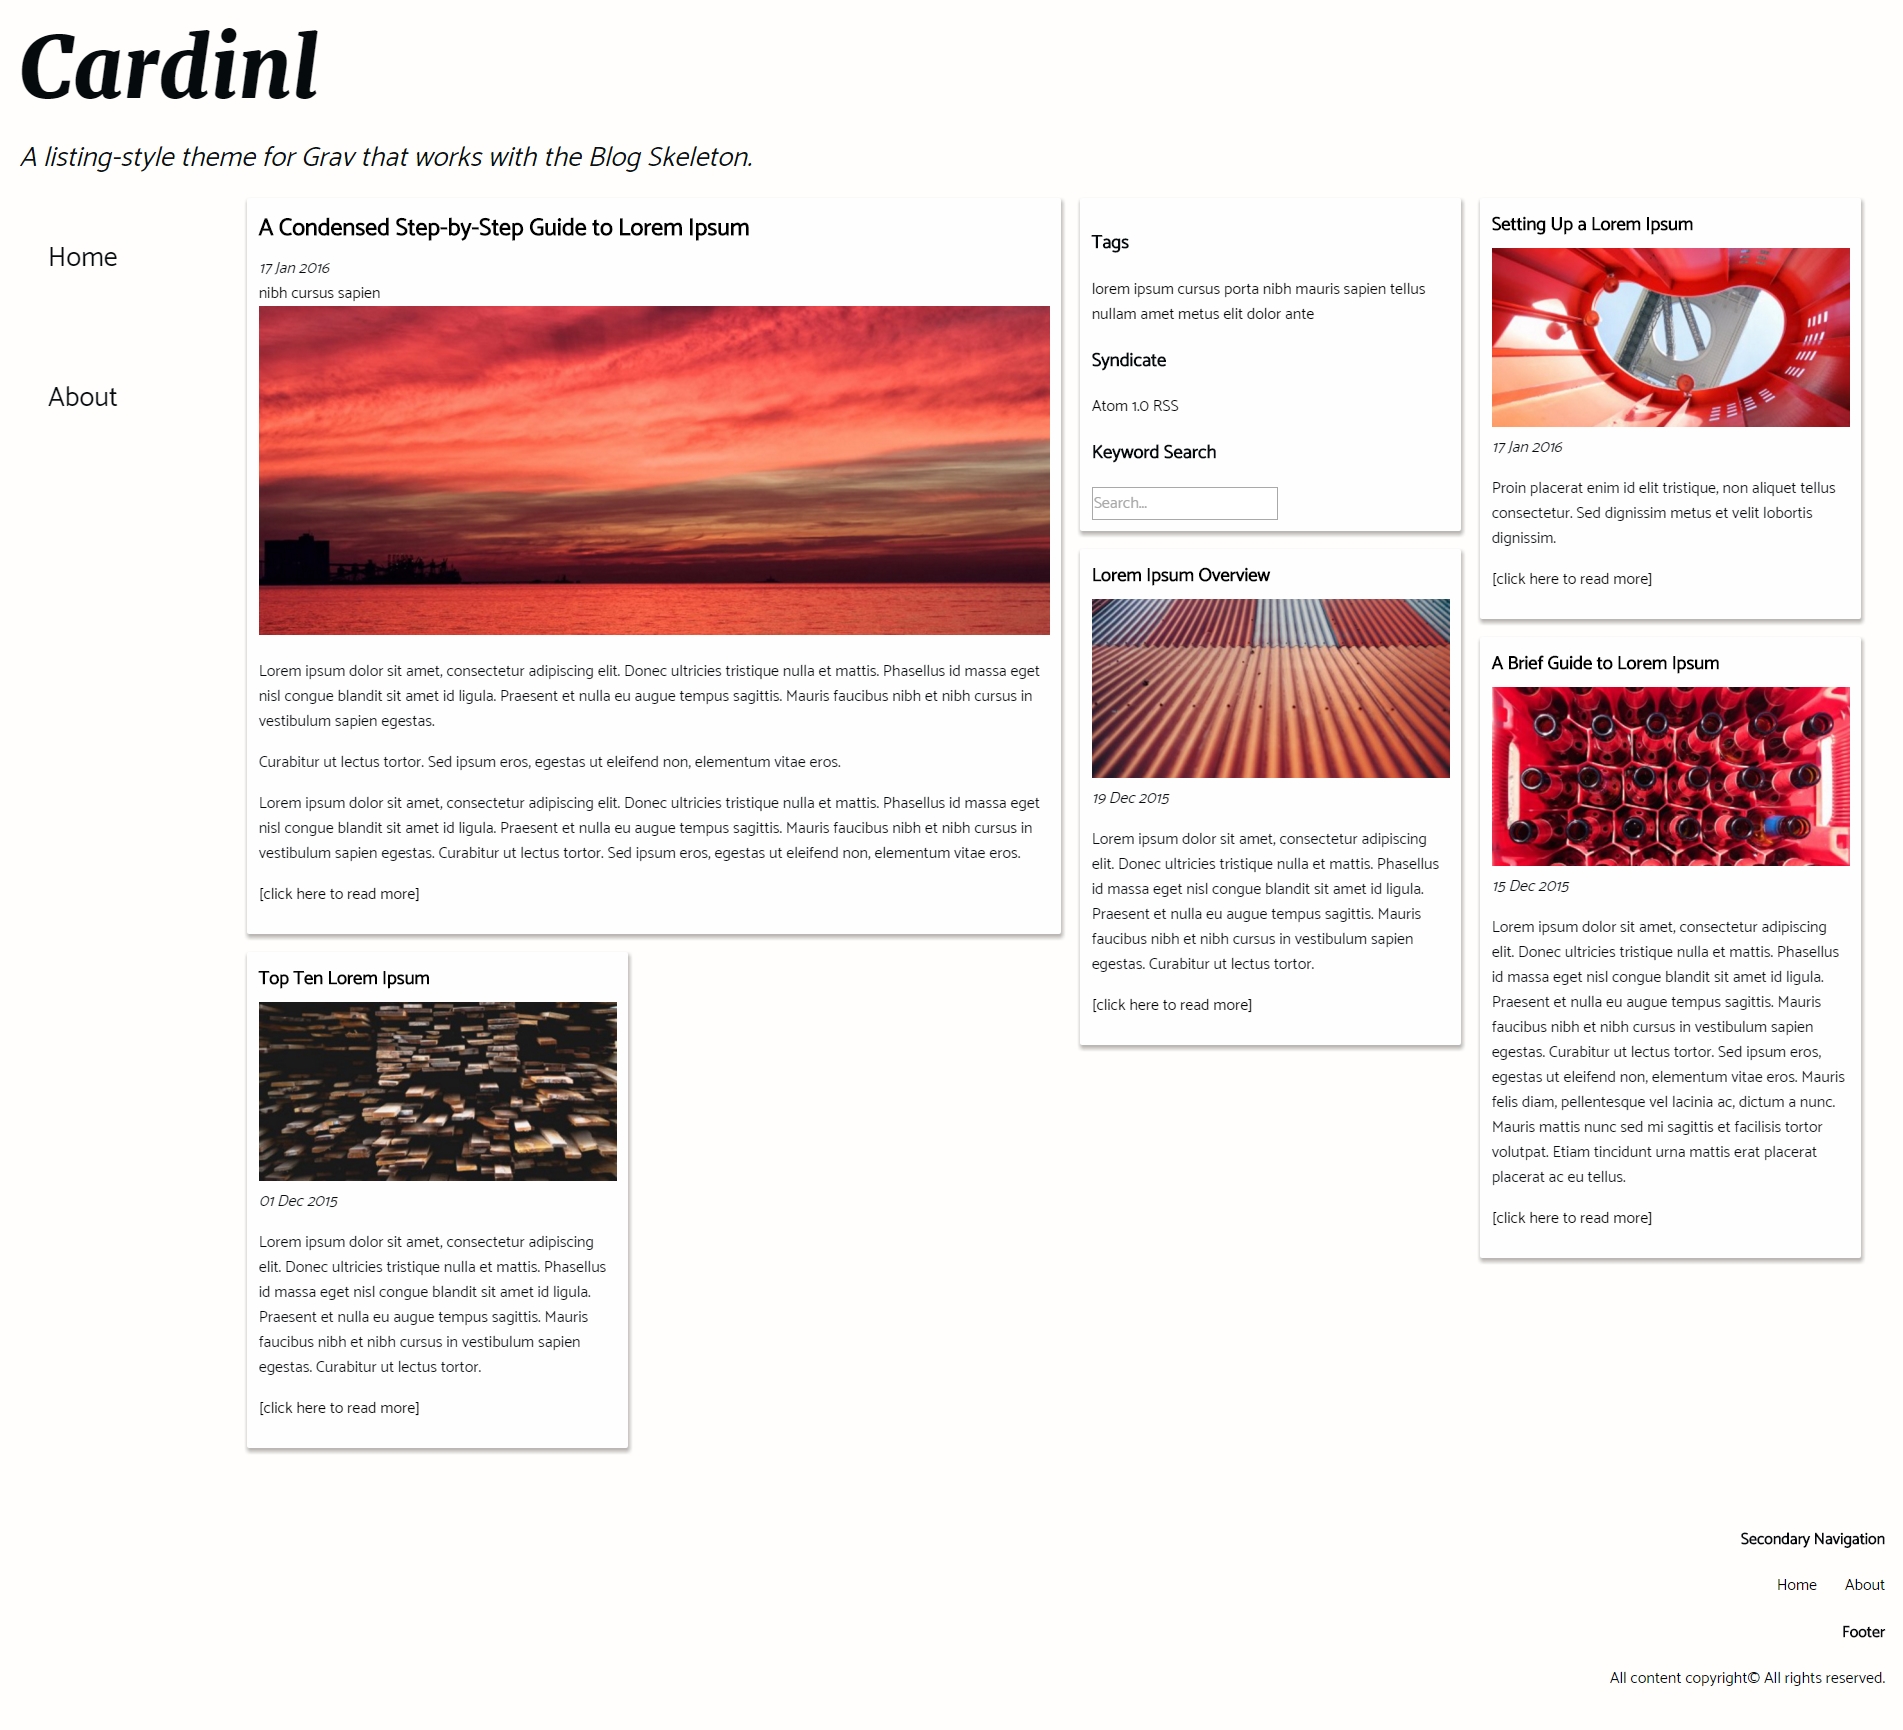 Cardinl
A listing-style theme for Grav that works with the Blog Skeleton.
Home
About
A Condensed Step-by-Step Guide to Lorem Ipsum
17 Jan 2016
nibh cursus sapien
Lorem ipsum dolor sit amet, consectetur adipiscing elit. Donec ultricies tristique nulla et mattis. Phasellus id massa eget
nisl congue blandit sit amet id ligula. Praesent et nulla eu augue tempus sagittis. Mauris faucibus nibh et nibh cursus in
vestibulum sapien egestas.
Curabitur ut lectus tortor. Sed ipsum eros, egestas ut eleifend non, elementum vitae eros.
Lorem ipsum dolor sit amet, consectetur adipiscing elit. Donec ultricies tristique nulla et mattis. Phasellus id massa eget
nisl congue blandit sit amet id ligula. Praesent et nulla eu augue tempus sagittis. Mauris faucibus nibh et nibh cursus in
vestibulum sapien egestas. Curabitur ut lectus tortor. Sed ipsum eros, egestas ut eleifend non, elementum vitae eros.
[click here to read more]
Tags
lorem ipsum cursus porta nibh mauris sapien tellus
nullam amet metus elit dolor ante
Syndicate
Atom 1.0 RSS
Keyword Search
Search...
Setting Up a Lorem Ipsum
17 Jan 2016
Proin placerat enim id elit tristique, non aliquet tellus
consectetur. Sed dignissim metus et velit lobortis
dignissim.
[click here to read more]
Lorem Ipsum Overview
19 Dec 2015
Lorem ipsum dolor sit amet, consectetur adipiscing
elit. Donec ultricies tristique nulla et mattis. Phasellus
id massa eget nisl congue blandit sit amet id ligula.
Praesent et nulla eu augue tempus sagittis. Mauris
faucibus nibh et nibh cursus in vestibulum sapien
egestas. Curabitur ut lectus tortor.
[click here to read more]
A Brief Guide to Lorem Ipsum
15 Dec 2015
Lorem ipsum dolor sit amet, consectetur adipiscing
elit. Donec ultricies tristique nulla et mattis. Phasellus
id massa eget nisl congue blandit sit amet id ligula.
Praesent et nulla eu augue tempus sagittis. Mauris
faucibus nibh et nibh cursus in vestibulum sapien
egestas. Curabitur ut lectus tortor. Sed ipsum eros,
egestas ut eleifend non, elementum vitae eros. Mauris
felis diam, pellentesque vel lacinia ac, dictum a nunc.
Mauris mattis nunc sed mi sagittis et facilisis tortor
volutpat. Etiam tincidunt urna mattis erat placerat
placerat ac eu tellus.
[click here to read more]
Top Ten Lorem Ipsum
01 Dec 2015
Lorem ipsum dolor sit amet, consectetur adipiscing
elit. Donec ultricies tristique nulla et mattis. Phasellus
id massa eget nisl congue blandit sit amet id ligula.
Praesent et nulla eu augue tempus sagittis. Mauris
faucibus nibh et nibh cursus in vestibulum sapien
egestas. Curabitur ut lectus tortor.
[click here to read more]
Secondary Navigation
Home About
Footer
All content copyright© All rights reserved.